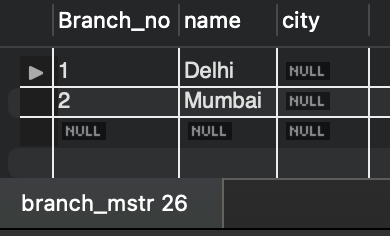 Branch_no name city
1 Delhi NULL
2 Mumbai NULL
NULL NULL NULL
branch_mstr 26